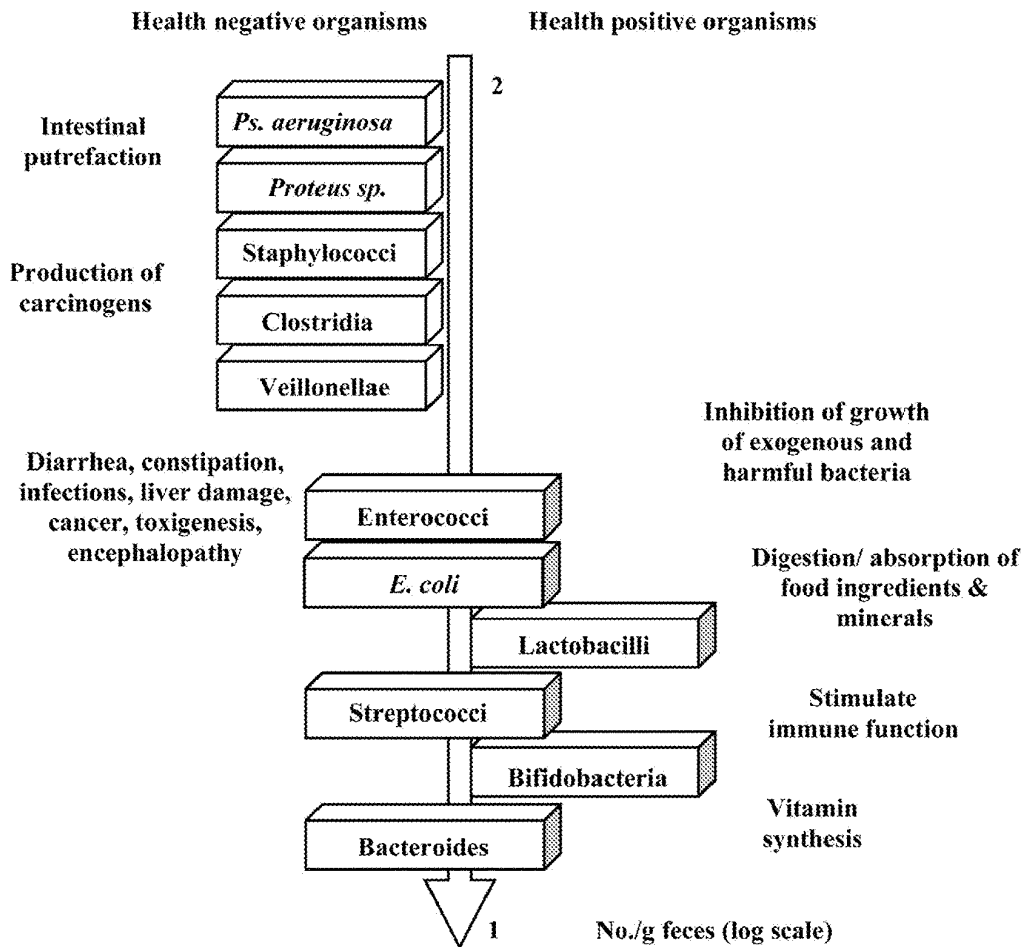 Health negative organisms
Health positive organisms
2
Ps. aeruginosa
Intestinal
putrefaction
Proteus sp.
Staphylococci
Production of
carcinogens
Clostridia
Veillonellae
Inhibition of growth
of exogenous and
harmful bacteria
Diarrhea, constipation,
infections, liver damage,
cancer, toxigenesis,
encephalopathy
Enterococci
E. coli
Digestion/ absorption of
food ingredients &
minerals
Lactobacilli
Streptococci
Stimulate
immune function
Bifidobacteria
Vitamin
synthesis
Bacteroides
1
No./g feces (log scale)